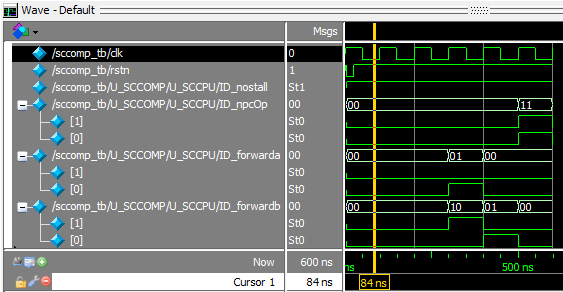 Wave - Default
Msgs
/sccomp_tb/clk 0
/sccomp_tb/rstn 1
/sccomp_tb/U_SCCOMP/U_SCCPU/ID_nostall St1
/sccomp_tb/U_SCCOMP/U_SCCPU/ID_npcOp 00 00 11
[1] St0
[0] St0
/sccomp_tb/U_SCCOMP/U_SCCPU/ID_forwarda 00 00 01 00
[1] St0
[0] St0
/sccomp_tb/U_SCCOMP/U_SCCPU/ID_forwardb 00 00 10 01 00
[1] St0
[0] St0
Now 600 ns ns 500 ns
Cursor 1 84 ns 84 ns